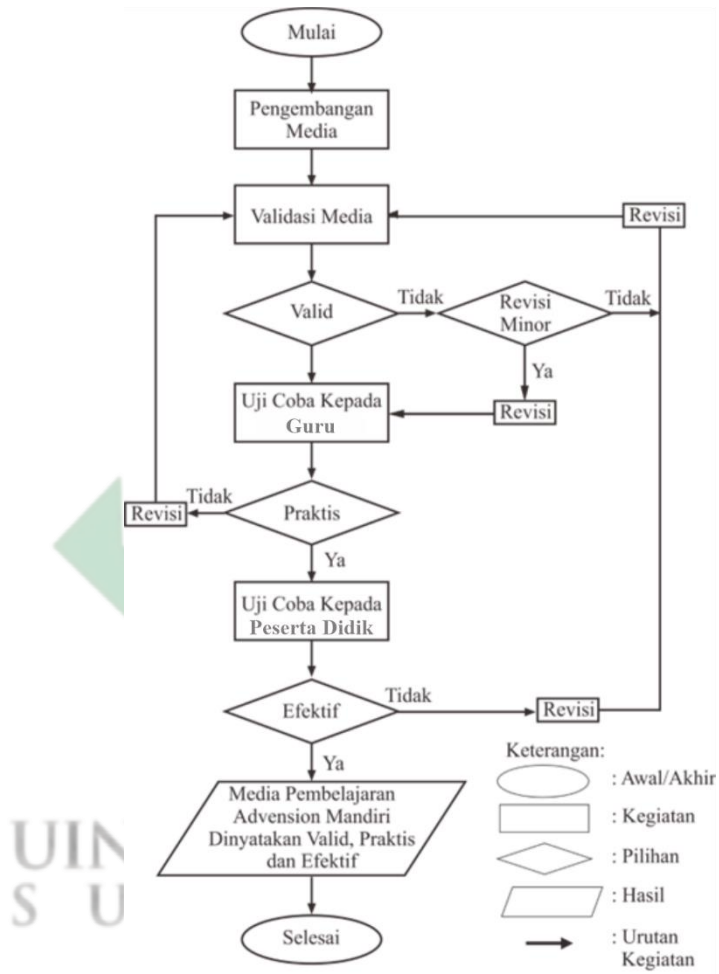 Mulai
Pengembangan
Media
Validasi Media
Revisi
Valid
Tidak
Revisi
Minor
Tidak
Ya
Uji Coba Kepada
Guru
Revisi
Tidak
Revisi
Praktis
Ya
Uji Coba Kepada
Peserta Didik
Efektif
Tidak
Revisi
Ya
Media Pembelajaran
Advension Mandiri
Dinyatakan Valid, Praktis
dan Efektif
Selesai
Keterangan:
: Awal/Akhir
: Kegiatan
: Pilihan
: Hasil
: Urutan
Kegiatan
UIN
S U